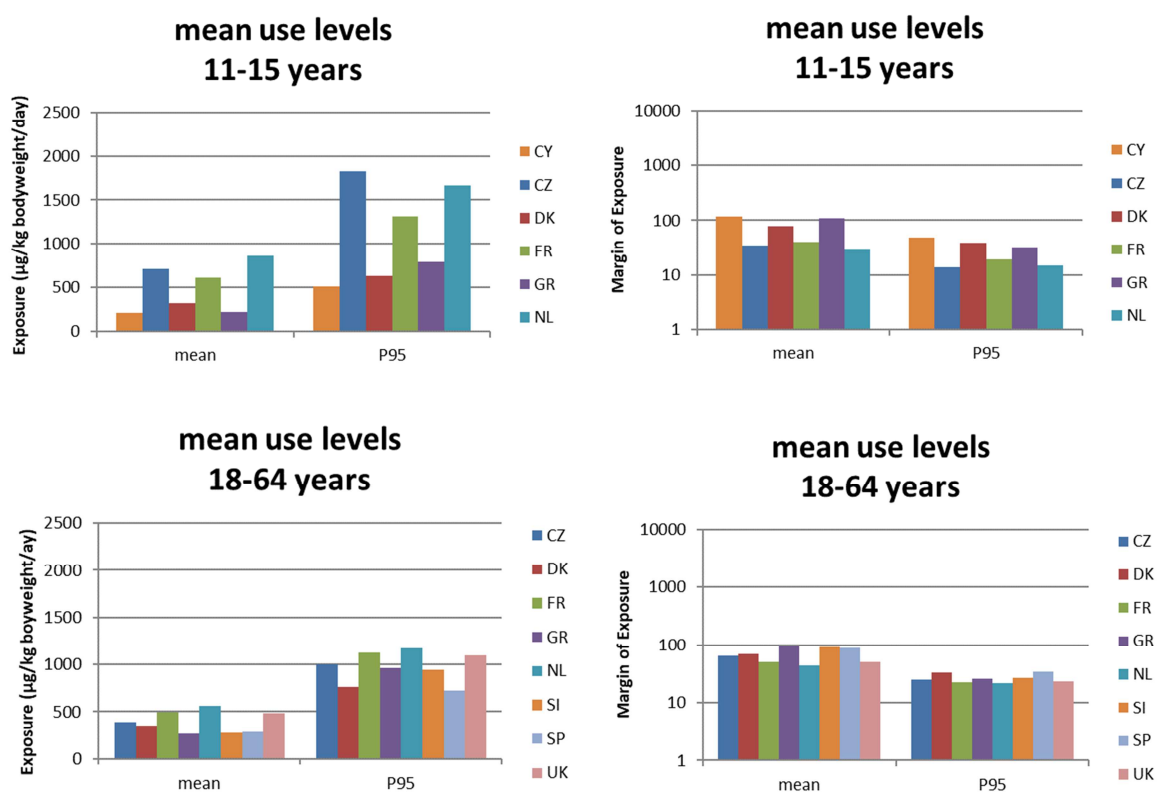 mean use levels
11-15 years
Exposure (µg/kg bodyweight/day)
2500
2000
1500
1000
500
0
mean
P95
CY
CZ
DK
FR
GR
NL
mean use levels
11-15 years
Margin of Exposure
10000
1000
100
10
1
mean
P95
CY
CZ
DK
FR
GR
NL
mean use levels
18-64 years
Exposure (µg/kg boyweight/ay)
2500
2000
1500
1000
500
0
mean
P95
CZ
DK
FR
GR
NL
SI
SP
UK
mean use levels
18-64 years
Margin of Exposure
10000
1000
100
10
1
mean
P95
CZ
DK
FR
GR
NL
SI
SP
UK